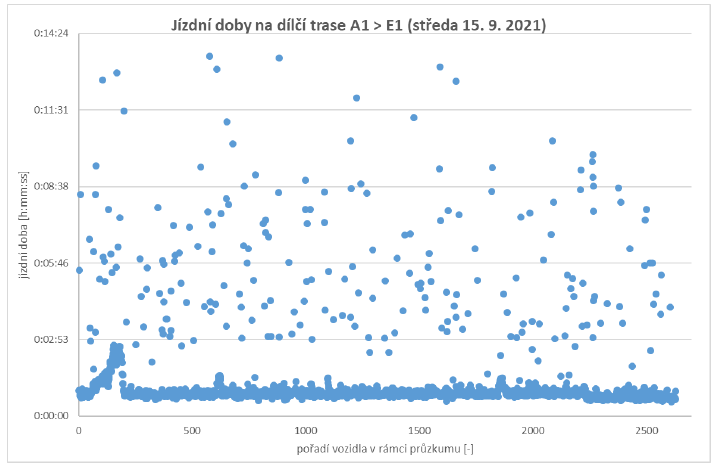 Jízdní doby na dílčí trase A1 > E1 (středa 15. 9. 2021)
0:14:24
0:11:31
0:08:38
0:05:46
0:02:53
0:00:00
jízdní doba [h:mm:ss]
0 500 1000 1500 2000 2500
pořadí vozidla v rámci průzkumu [-]